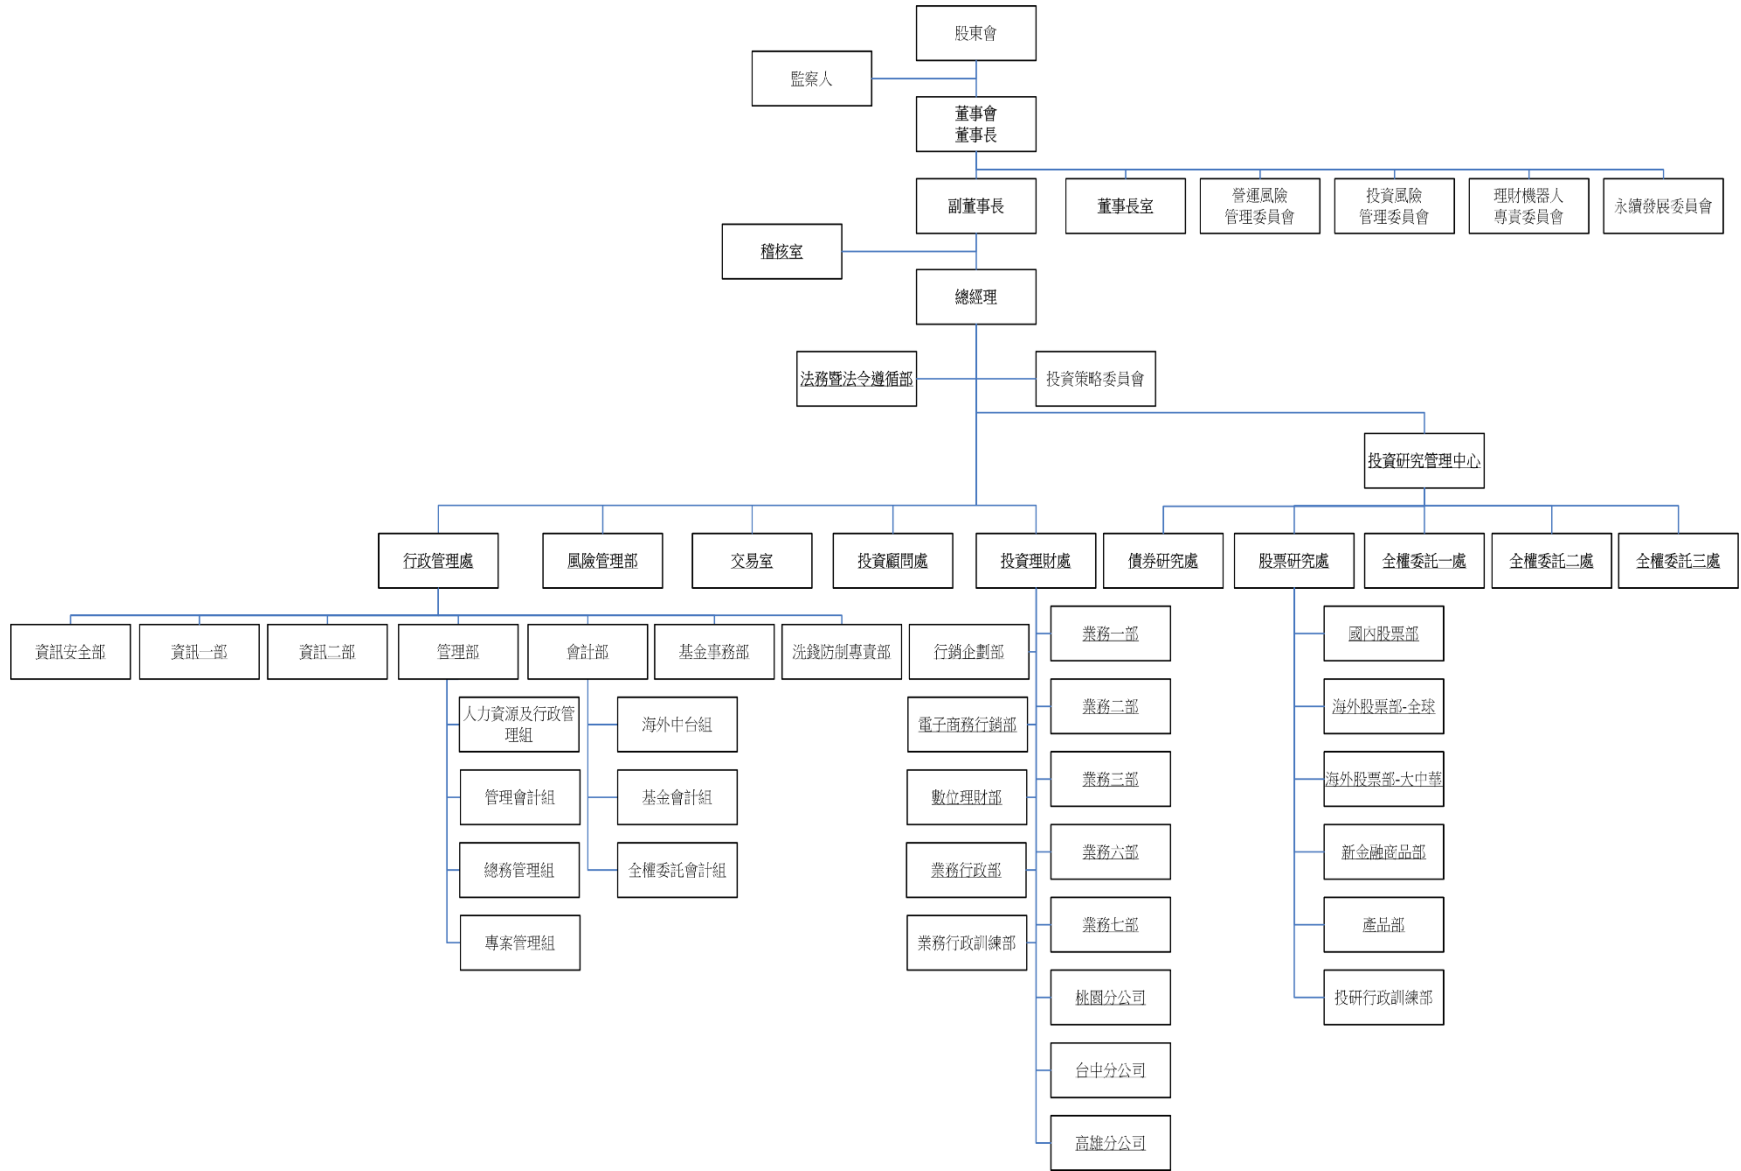 股東會
監察人
董事會
董事長
副董事長
董事長室
營運風險
管理委員會
投資風險
管理委員會
理財機器人
專責委員會
永續發展委員會
稽核室
總經理
法務暨法令遵循部
投資策略委員會
投資研究管理中心
行政管理處
風險管理部
交易室
投資顧問處
投資理財處
債券研究處
股票研究處
全權委託一處
全權委託二處
全權委託三處
資訊安全部
資訊一部
資訊二部
管理部
會計部
基金事務部
洗錢防制專責部
人力資源及行政管
理組
管理會計組
總務管理組
專案管理組
海外中台組
基金會計組
全權委託會計組
行銷企劃部
電子商務行銷部
數位理財部
業務行政部
業務行政訓練部
業務一部
業務二部
業務三部
業務六部
業務七部
桃園分公司
台中分公司
高雄分公司
國內股票部
海外股票部-全球
海外股票部-大中華
新金融商品部
產品部
投研行政訓練部